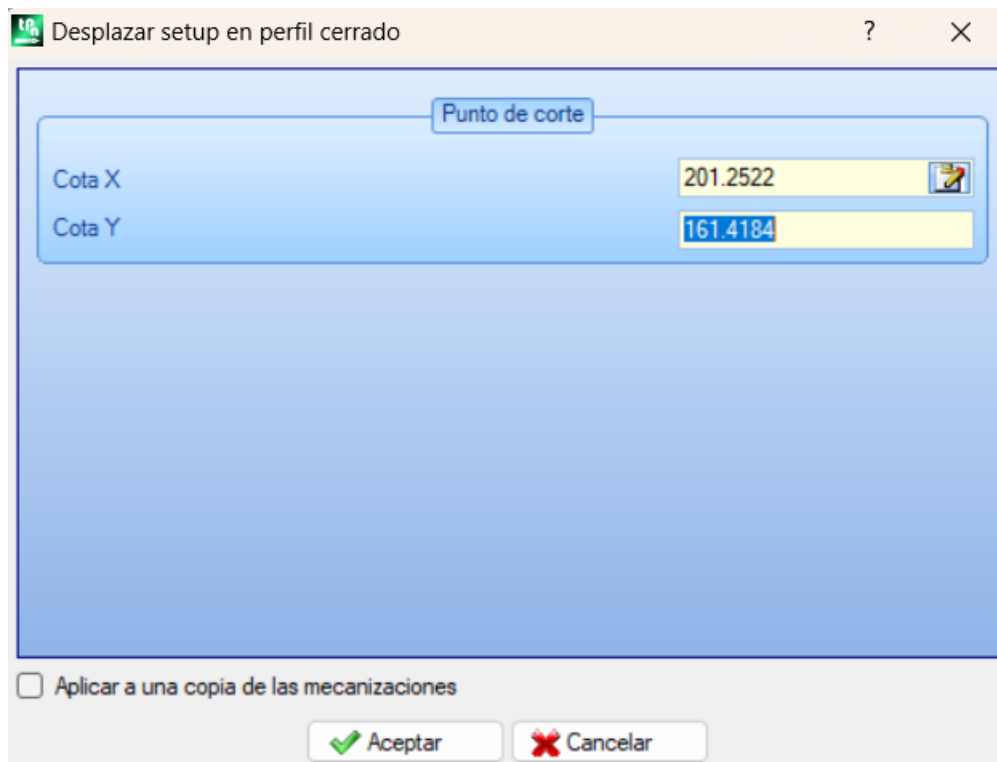 Desplazar setup en perfil cerrado ?
Punto de corte
Cota X 201.2522
Cota Y 161.4184
Aplicar a una copia de las mecanizaciones
Aceptar Cancelar